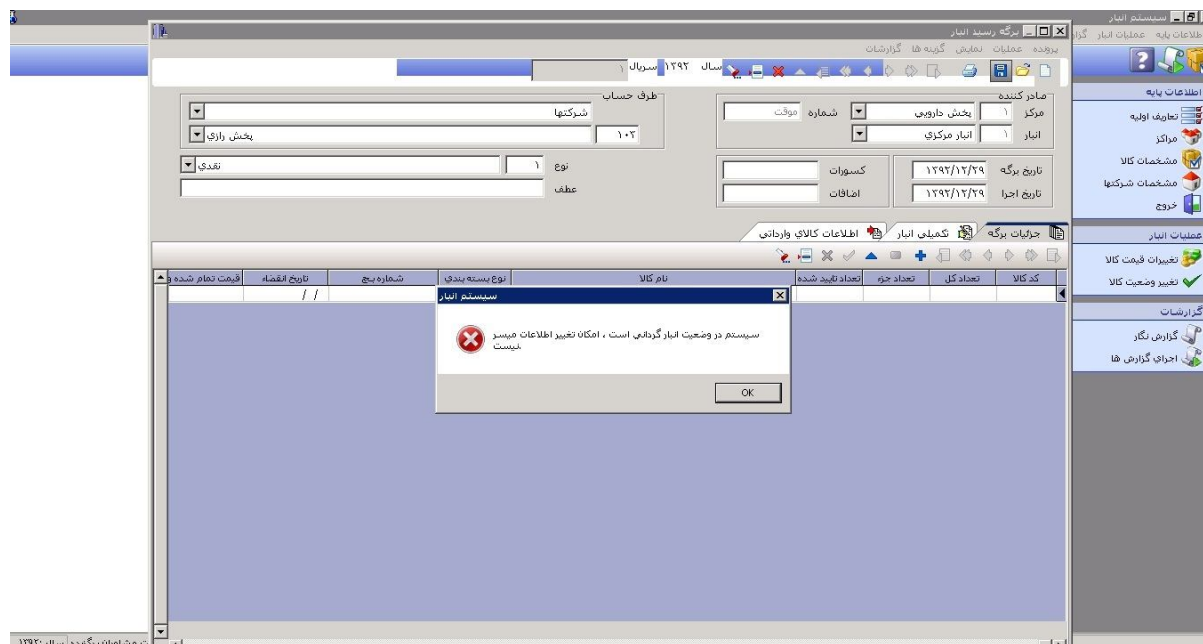 سیستم انبار
اطلاعات پایه عملیات انبار
برگه رسید انبار
پرونده عملیات نمایش گزینه ها گزارشات
سال ۱۳۹۲ سریال ۱
اطلاعات پایه
تعاریف اولیه
مراکز
مشخصات کالا
مشخصات شرکتها
خروج
عملیات انبار
تغییرات قیمت کالا
تغییر وضعیت کالا
گزارشات
گزارش نگار
اجرای گزارش ها
صادر کننده
مرکز ۱ پخش دارویی شماره موقت
انبار ۱ انبار مرکزی
طرف حساب
شرکتها
۱۰۲ پخش رازی
تاریخ برگه ۱۳۹۲/۱۲/۲۹ کسورات
تاریخ اجرا ۱۳۹۲/۱۲/۲۹ اضافات
نوع ۱ نقدی
عطف
جزئیات برگه تکمیلی انبار اطلاعات کالای وارداتی
کد کالا تعداد کل تعداد جزء تعداد تایید شده نام کالا نوع بسته بندی شماره بچ تاریخ انقضاء قیمت تمام شده
/ /
سیستم انبار
سیستم در وضعیت انبار گردانی است ، امکان تغییر اطلاعات میسر
نیست.
OK